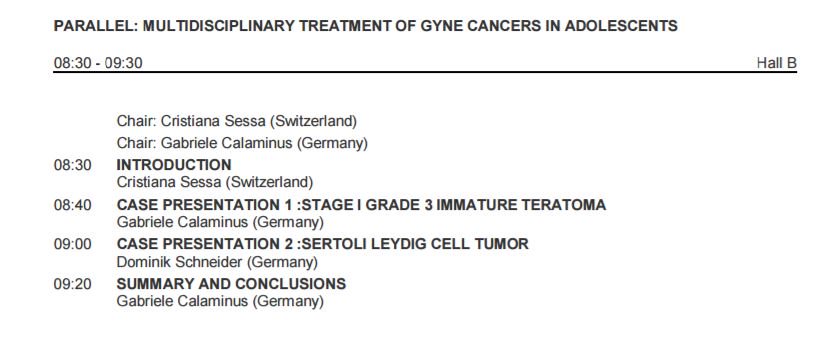 PARALLEL: MULTIDISCIPLINARY TREATMENT OF GYNE CANCERS IN ADOLESCENTS
08:30 - 09:30 Hall B
Chair: Cristiana Sessa (Switzerland)
Chair: Gabriele Calaminus (Germany)
08:30 INTRODUCTION
Cristiana Sessa (Switzerland)
08:40 CASE PRESENTATION 1 :STAGE I GRADE 3 IMMATURE TERATOMA
Gabriele Calaminus (Germany)
09:00 CASE PRESENTATION 2 :SERTOLI LEYDIG CELL TUMOR
Dominik Schneider (Germany)
09:20 SUMMARY AND CONCLUSIONS
Gabriele Calaminus (Germany)